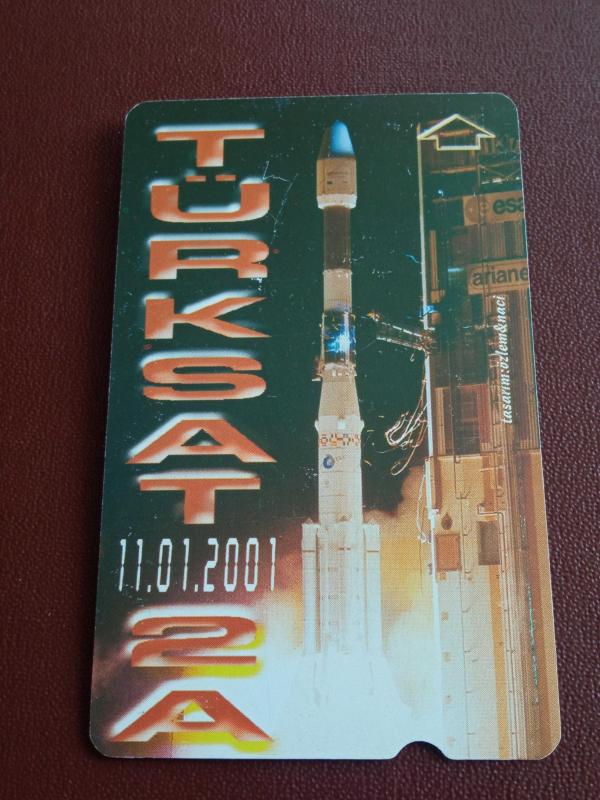 TÜRKSAT
11.01.2001
2A
esa
ariane
tasarım:özlem&naci